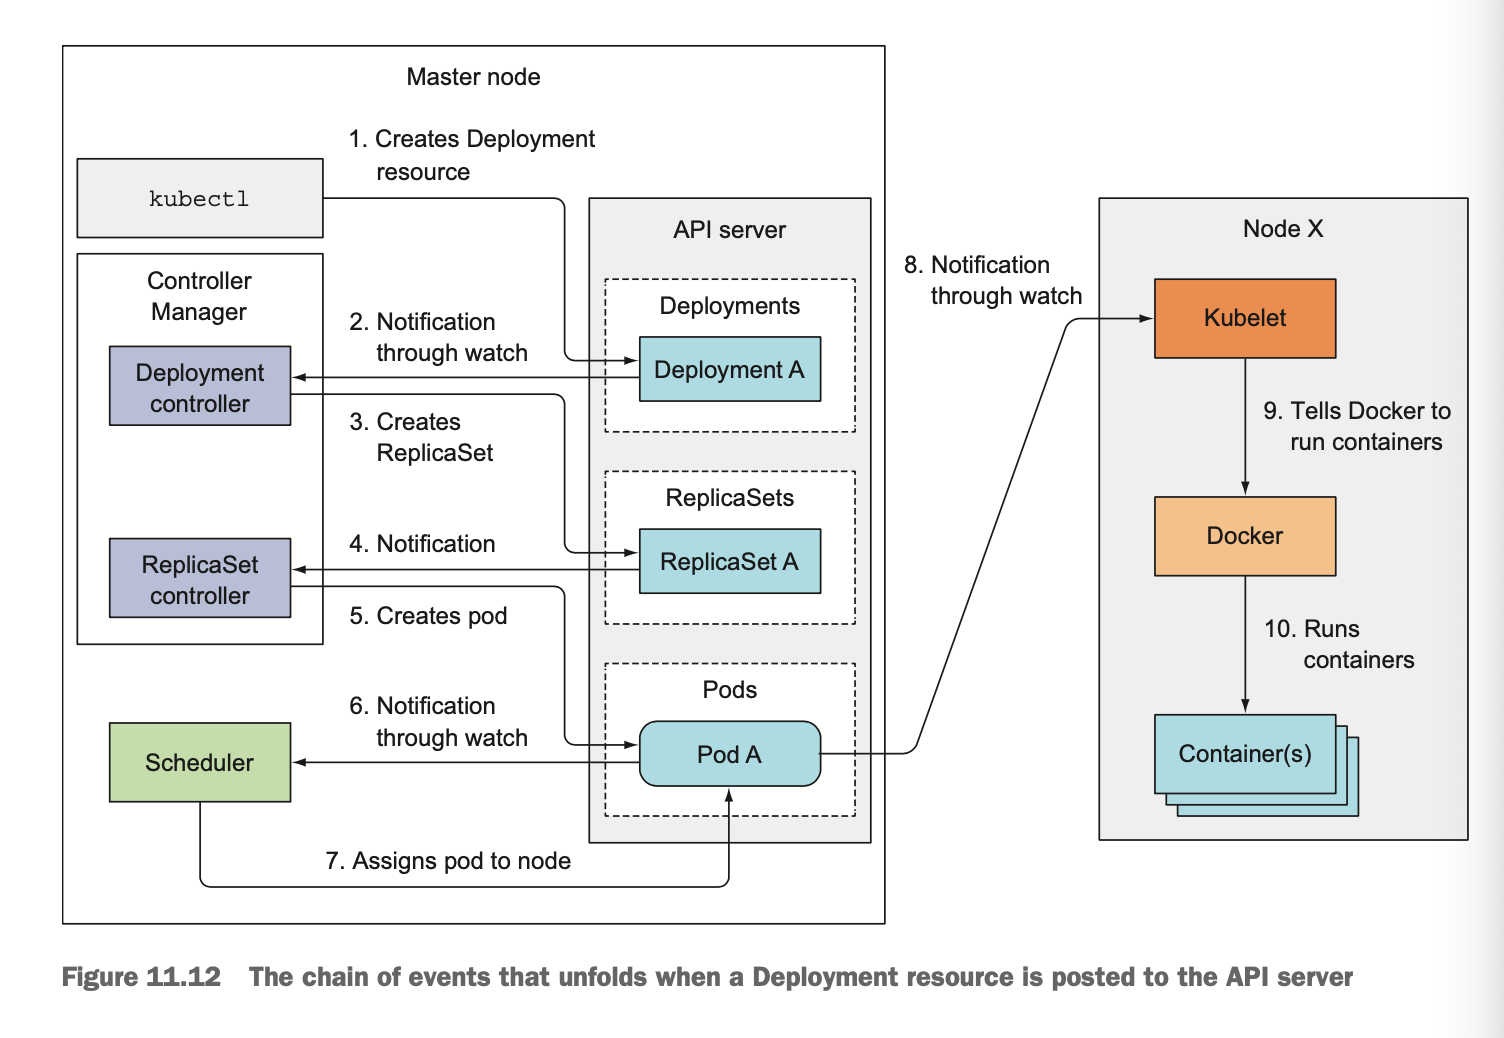 Master node
1. Creates Deployment
resource
kubectl
API server
Node X
Controller
Manager
8. Notification
through watch
Deployments
Kubelet
2. Notification
through watch
Deployment
controller
Deployment A
3. Creates
ReplicaSet
9. Tells Docker to
run containers
ReplicaSets
4. Notification
ReplicaSet
controller
ReplicaSet A
Docker
5. Creates pod
10. Runs
containers
Pods
6. Notification
through watch
Scheduler
Pod A
Container(s)
7. Assigns pod to node
Figure 11.12 The chain of events that unfolds when a Deployment resource is posted to the API server